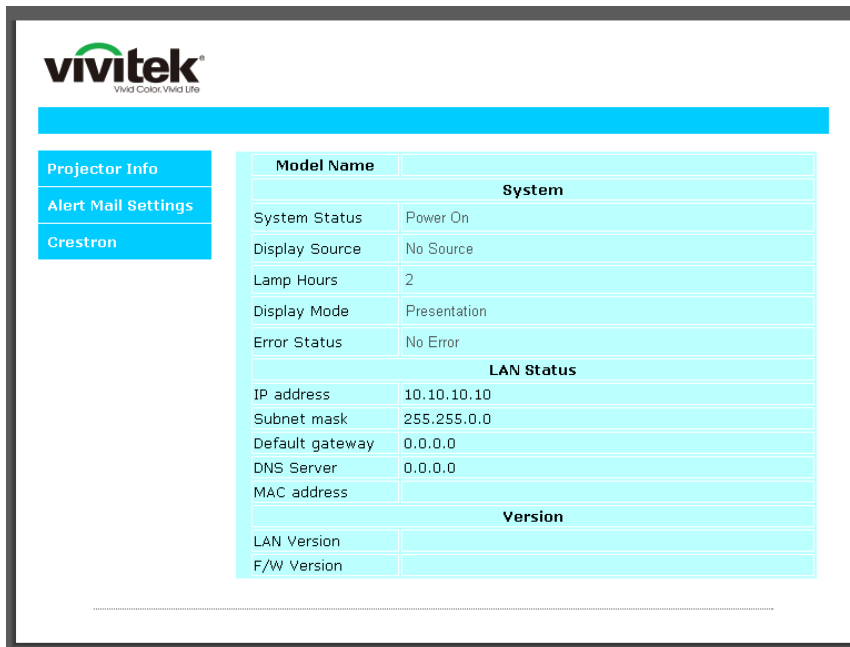 vivitek®
Vivid Color, Vivid Life
Projector Info
Alert Mail Settings
Crestron
Model Name
System
System Status Power On
Display Source No Source
Lamp Hours 2
Display Mode Presentation
Error Status No Error
LAN Status
IP address 10.10.10.10
Subnet mask 255.255.0.0
Default gateway 0.0.0.0
DNS Server 0.0.0.0
MAC address
Version
LAN Version
F/W Version